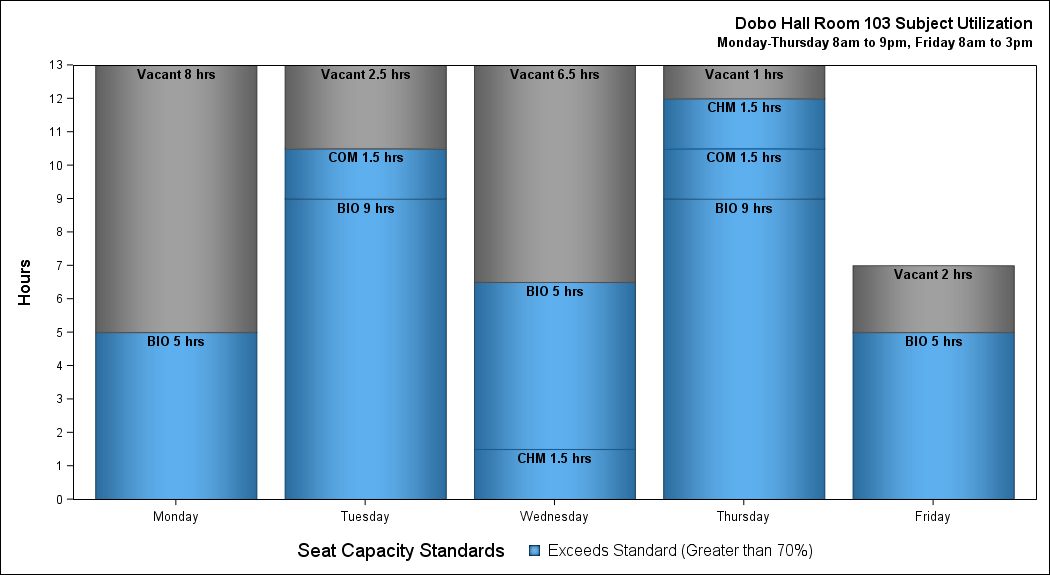 Dobo Hall Room 103 Subject Utilization
Monday-Thursday 8am to 9pm, Friday 8am to 3pm
Hours
13
12
11
10
9
8
7
6
5
4
3
2
1
0
Vacant 8 hrs
BIO 5 hrs
Vacant 2.5 hrs
COM 1.5 hrs
BIO 9 hrs
Vacant 6.5 hrs
BIO 5 hrs
CHM 1.5 hrs
Vacant 1 hrs
CHM 1.5 hrs
COM 1.5 hrs
BIO 9 hrs
Vacant 2 hrs
BIO 5 hrs
Monday Tuesday Wednesday Thursday Friday
Seat Capacity Standards Exceeds Standard (Greater than 70%)